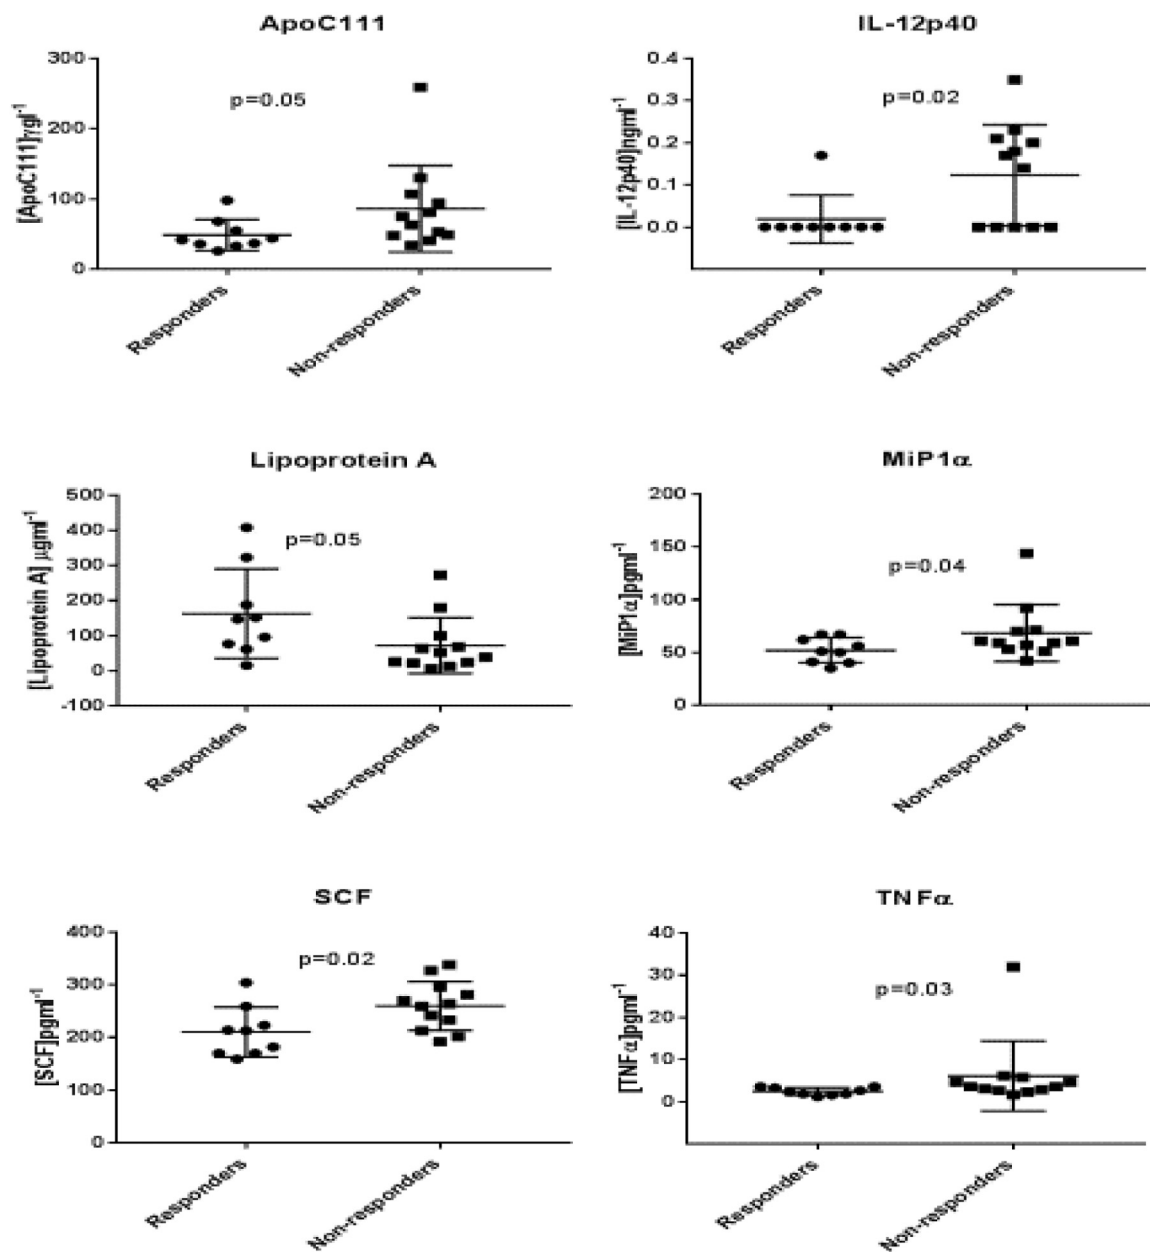 ApoC111
300
200
100
0
[ApoC111]γgl⁻¹
p=0.05
Responders
Non-responders
IL-12p40
0.4
0.3
0.2
0.1
0.0
[IL-12p40]ngml⁻¹
p=0.02
Responders
Non-responders
Lipoprotein A
500
400
300
200
100
0
-100
[Lipoprotein A] µgml⁻¹
p=0.05
Responders
Non-responders
MiP1α
200
150
100
50
0
[MiP1α]pgml⁻¹
p=0.04
Responders
Non-responders
SCF
400
300
200
100
0
[SCF]pgml⁻¹
p=0.02
Responders
Non-responders
TNFα
40
30
20
10
0
[TNFα]pgml⁻¹
p=0.03
Responders
Non-responders